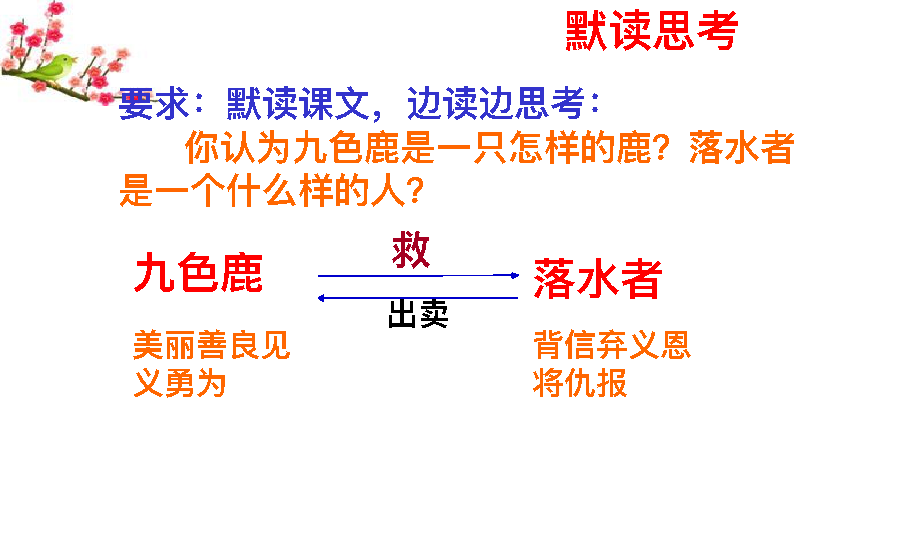 默读思考
要求：默读课文，边读边思考：
你认为九色鹿是一只怎样的鹿？落水者
是一个什么样的人？
救
九色鹿
落水者
出卖
美丽善良见
义勇为
背信弃义恩
将仇报